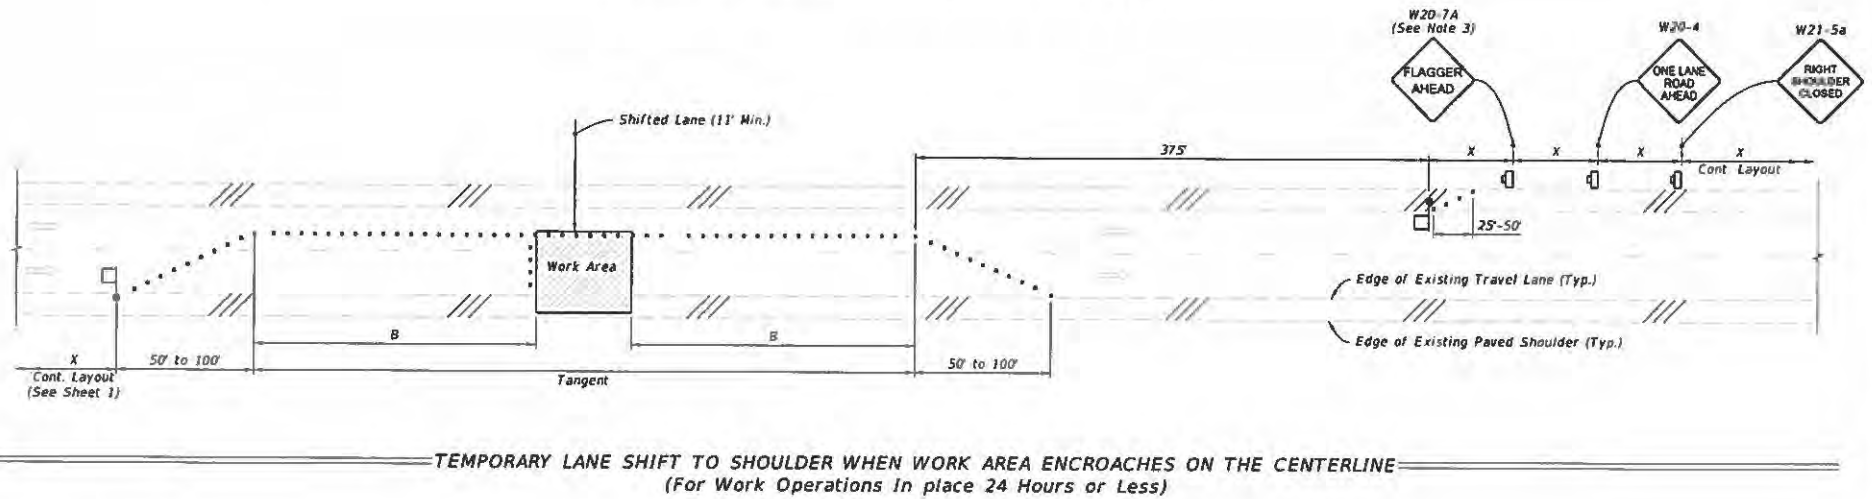 W20-7A
(See Note 3)
W20-4
W21-5a
FLAGGER
AHEAD
ONE LANE
ROAD
AHEAD
RIGHT
SHOULDER
CLOSED
Shifted Lane (11' Min.)
375'
X
X
X
X
Cont. Layout
25'-50'
Work Area
Edge of Existing Travel Lane (Typ.)
B
B
Edge of Existing Paved Shoulder (Typ.)
X
50' to 100'
50' to 100'
Cont. Layout
(See Sheet 1)
Tangent
TEMPORARY LANE SHIFT TO SHOULDER WHEN WORK AREA ENCROACHES ON THE CENTERLINE
(For Work Operations In place 24 Hours or Less)